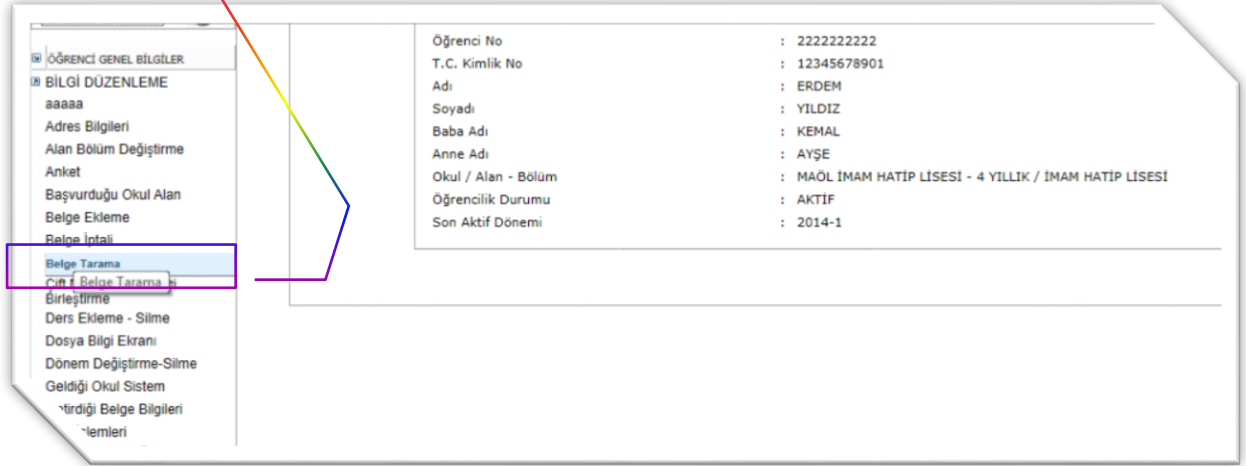 ÖĞRENCİ GENEL BİLGİLER
BİLGİ DÜZENLEME
aaaaa
Adres Bilgileri
Alan Bölüm Değiştirme
Anket
Başvurduğu Okul Alan
Belge Ekleme
Belge İptali
Belge Tarama
Belge Tarama
Birleştirme
Ders Ekleme - Silme
Dosya Bilgi Ekranı
Dönem Değiştirme-Silme
Geldiği Okul Sistem
Belge Bilgileri
Öğrenci No : 2222222222
T.C. Kimlik No : 12345678901
Adı : ERDEM
Soyadı : YILDIZ
Baba Adı : KEMAL
Anne Adı : AYŞE
Okul / Alan - Bölüm : MAÖL İMAM HATİP LİSESİ - 4 YILLIK / İMAM HATİP LİSESİ
Öğrencilik Durumu : AKTİF
Son Aktif Dönemi : 2014-1